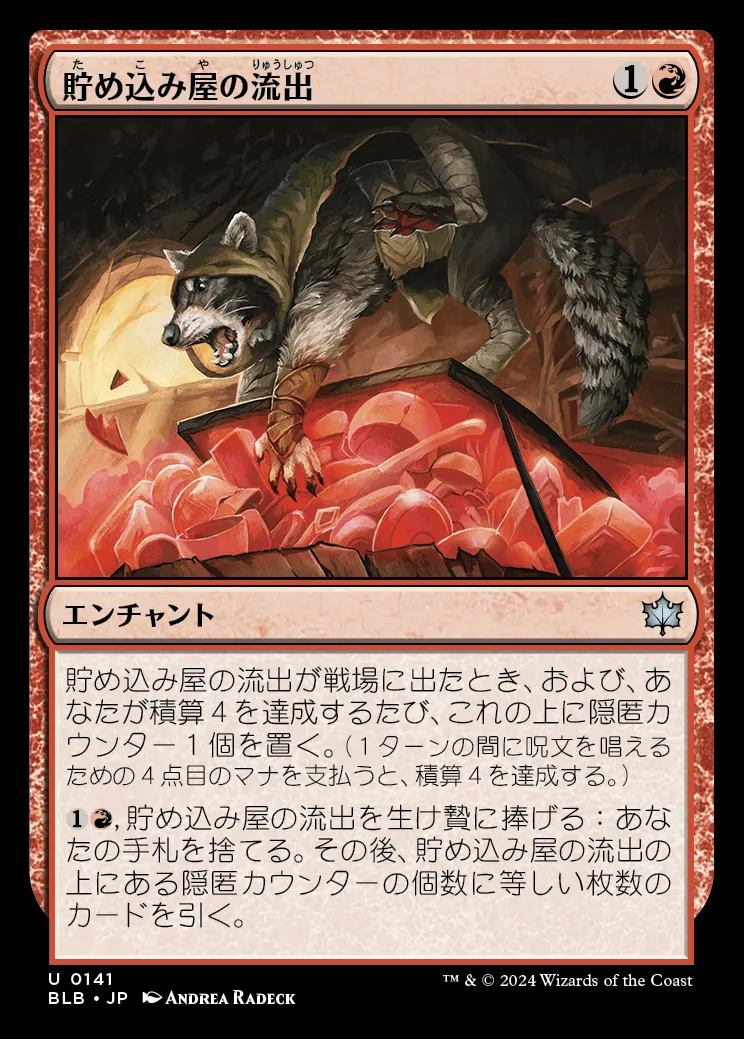 たこやりゅうしゅつ
貯め込み屋の流出
1
エンチャント
貯め込み屋の流出が戦場に出たとき、および、あ
なたが積算４を達成するたび、これの上に隠匿カ
ウンター１個を置く。（１ターンの間に呪文を唱える
ための４点目のマナを支払うと、積算４を達成する。）
1 ,貯め込み屋の流出を生け贄に捧げる：あな
たの手札を捨てる。その後、貯め込み屋の流出の
上にある隠匿カウンターの個数に等しい枚数の
カードを引く。
U 0141
BLB • JP ANDREA RADECK
™ & © 2024 Wizards of the Coast